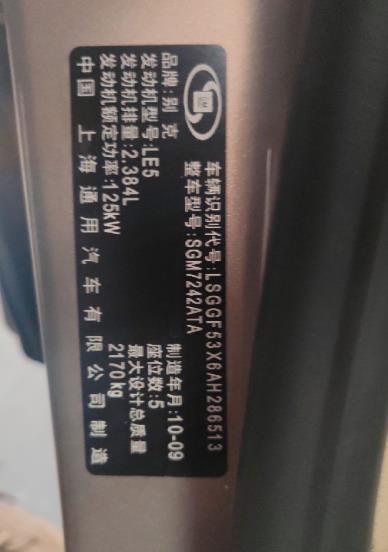 GM
车辆识别代号:LSGGF53X6AH286513
品牌:别克 整车型号:SGM7242ATA
发动机型号:LE5 制造年月:10-09
发动机排量:2.384L 座位数:5
发动机额定功率:125kW 最大设计总质量
2170kg
中国 上海通用汽车有限公司制造